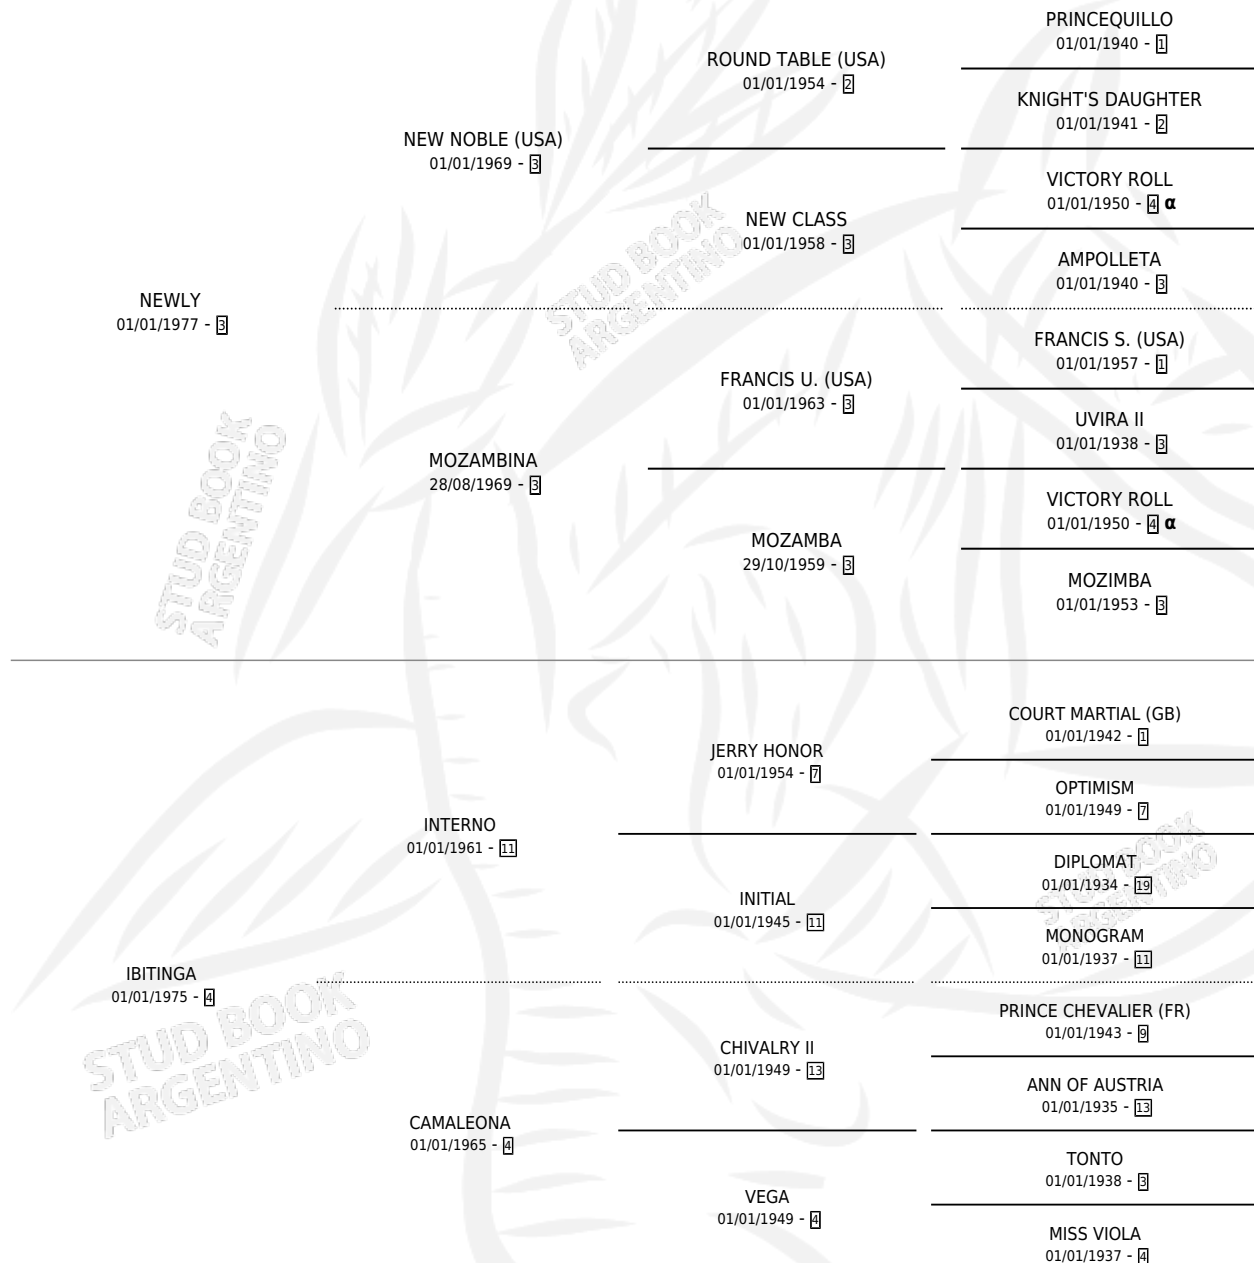 PRINCEQUILLO
01/01/1940 - 1
ROUND TABLE (USA)
01/01/1954 - 2
KNIGHT'S DAUGHTER
01/01/1941 - 2
NEW NOBLE (USA)
01/01/1969 - 3
VICTORY ROLL
01/01/1950 - 4 α
NEW CLASS
01/01/1958 - 3
AMPOLLETA
01/01/1940 - 3
NEWLY
01/01/1977 - 3
FRANCIS S. (USA)
01/01/1957 - 1
FRANCIS U. (USA)
01/01/1963 - 3
UVIRA II
01/01/1938 - 3
MOZAMBINA
28/08/1969 - 3
VICTORY ROLL
01/01/1950 - 4 α
MOZAMBA
29/10/1959 - 3
MOZIMBA
01/01/1953 - 3
COURT MARTIAL (GB)
01/01/1942 - 1
JERRY HONOR
01/01/1954 - 7
OPTIMISM
01/01/1949 - 7
INTERNO
01/01/1961 - 11
DIPLOMAT
01/01/1934 - 19
INITIAL
01/01/1945 - 11
MONOGRAM
01/01/1937 - 11
IBITINGA
01/01/1975 - 4
PRINCE CHEVALIER (FR)
01/01/1943 - 9
CHIVALRY II
01/01/1949 - 13
ANN OF AUSTRIA
01/01/1935 - 13
CAMALEONA
01/01/1965 - 4
TONTO
01/01/1938 - 3
VEGA
01/01/1949 - 4
MISS VIOLA
01/01/1937 - 4
STUD BOOK
ARGENTINO
STUD BOOK
ARGENTINO
STUD BOOK
ARGENTINO
STUD BOOK
ARGENTINO